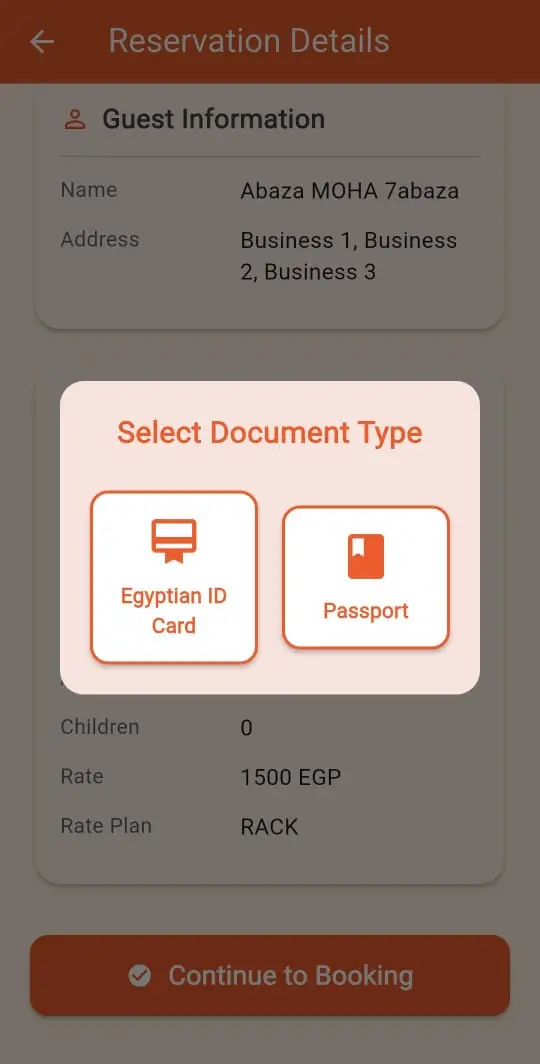 Reservation Details
Guest Information
Name
Abaza MOHA 7abaza
Address
Business 1, Business
2, Business 3
Select Document Type
Egyptian ID
Card
Passport
Children
0
Rate
1500 EGP
Rate Plan
RACK
Continue to Booking